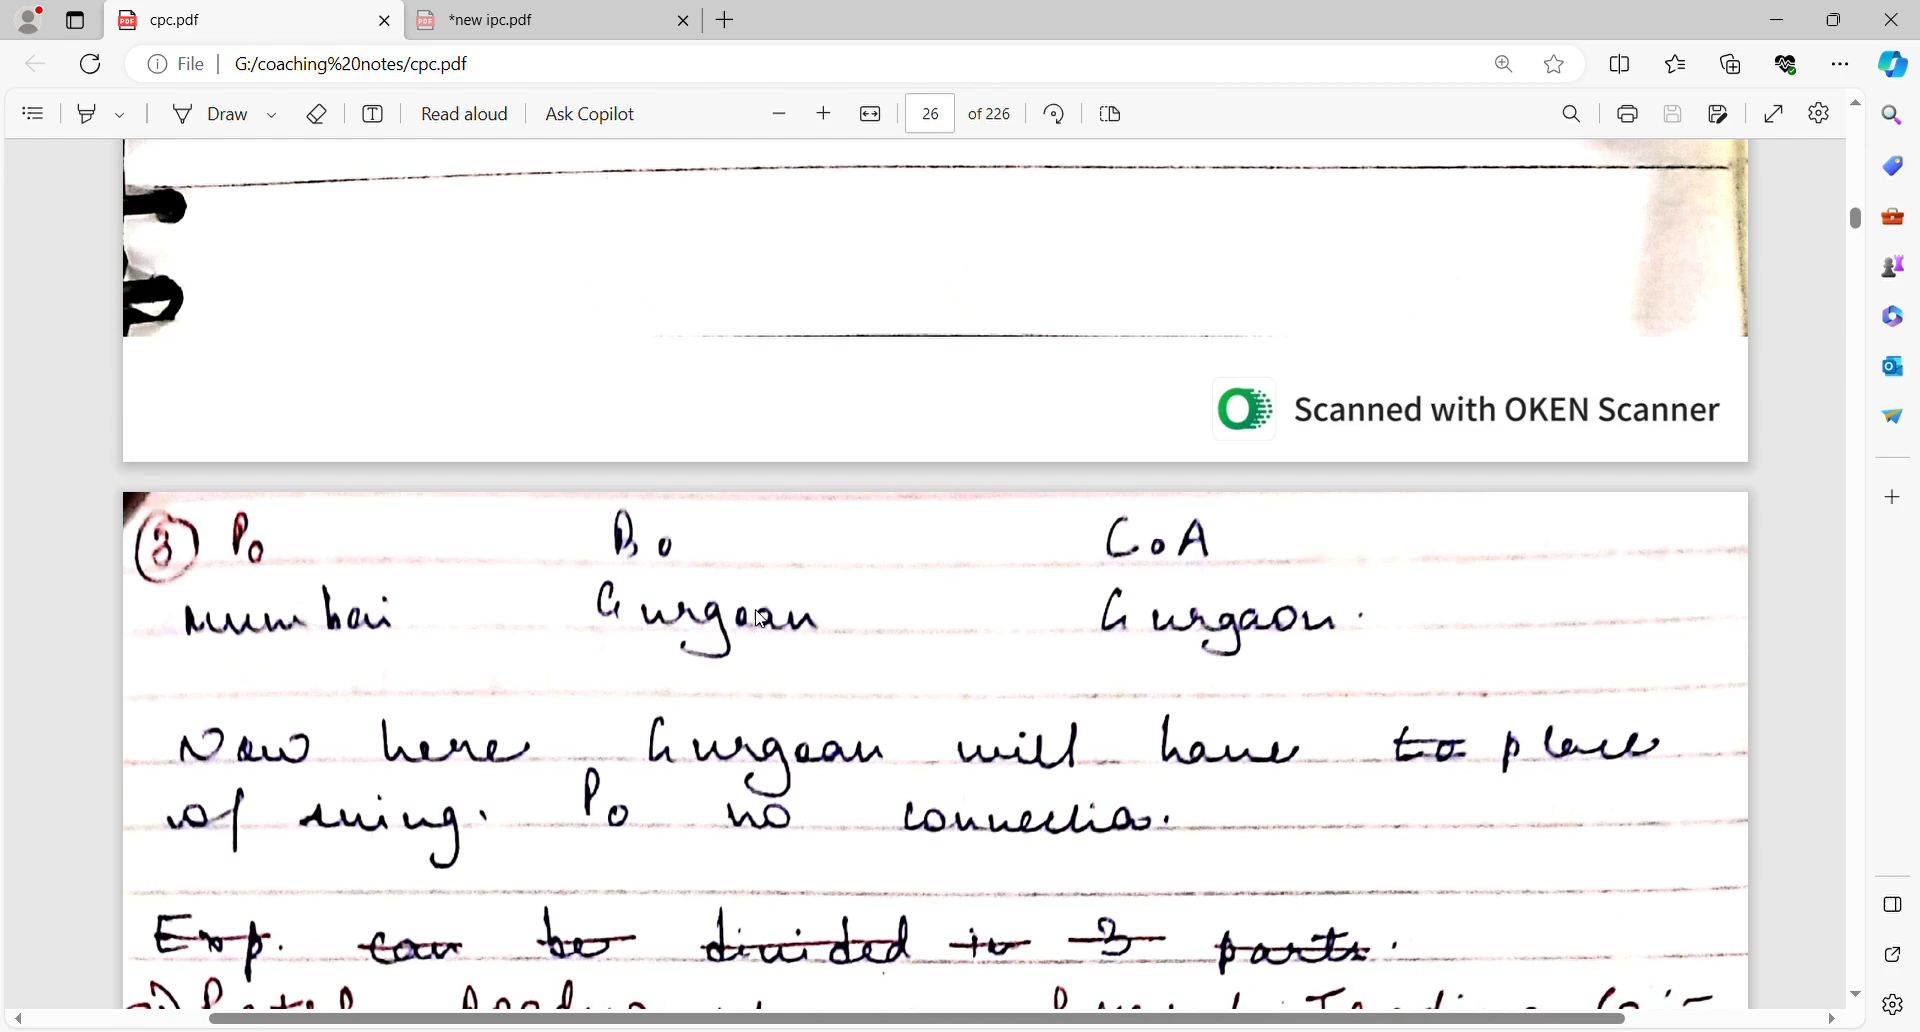 cpc.pdf
*new ipc.pdf
File
G:/coaching%20notes/cpc.pdf
Draw
Read aloud
Ask Copilot
26
of 226
Scanned with OKEN Scanner
3 Po Bo CoA
Mumbai Gurgaon Gurgaon.
Now here Gurgaon will have to place
of suing. Po no connection.
Exp. can be divided in 3 parts.